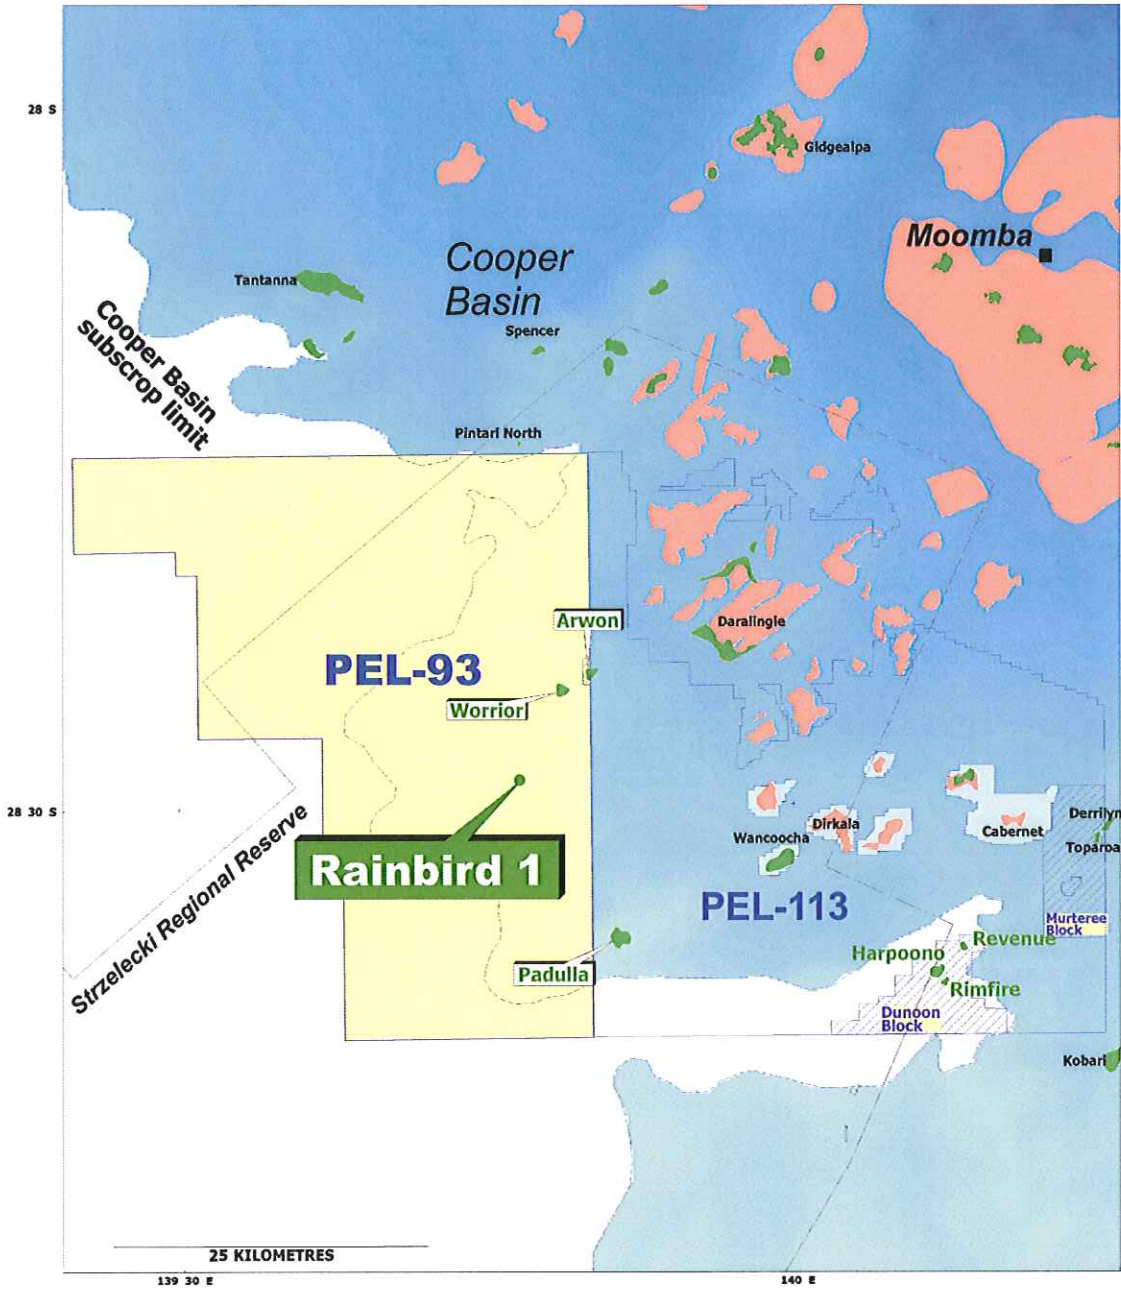 28 S
Gidgealpa
Moomba
Cooper
Basin
Tantanna
Spencer
Cooper Basin
subscrop limit
Pintari North
Arwon
Daralingle
PEL-93
Worrior
28 30 S
Derrilyn
Dirkala
Cabernet
Wancoocha
Toparoa
Rainbird 1
Strzelecki Regional Reserve
PEL-113
Murteree
Block
Revenue
Harpoono
Padulla
Rimfire
Dunoon
Block
Kobari
25 KILOMETRES
139 30 E
140 E